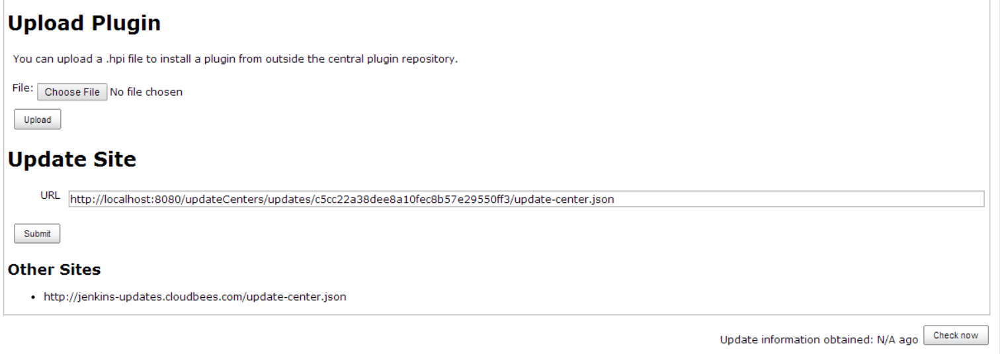 Upload Plugin
You can upload a .hpi file to install a plugin from outside the central plugin repository.
File: Choose File No file chosen
Upload
Update Site
URL http://localhost:8080/updateCenters/updates/c5cc22a38dee8a10fec8b57e29550ff3/update-center.json
Submit
Other Sites
• http://jenkins-updates.cloudbees.com/update-center.json
Update information obtained: N/A ago Check now